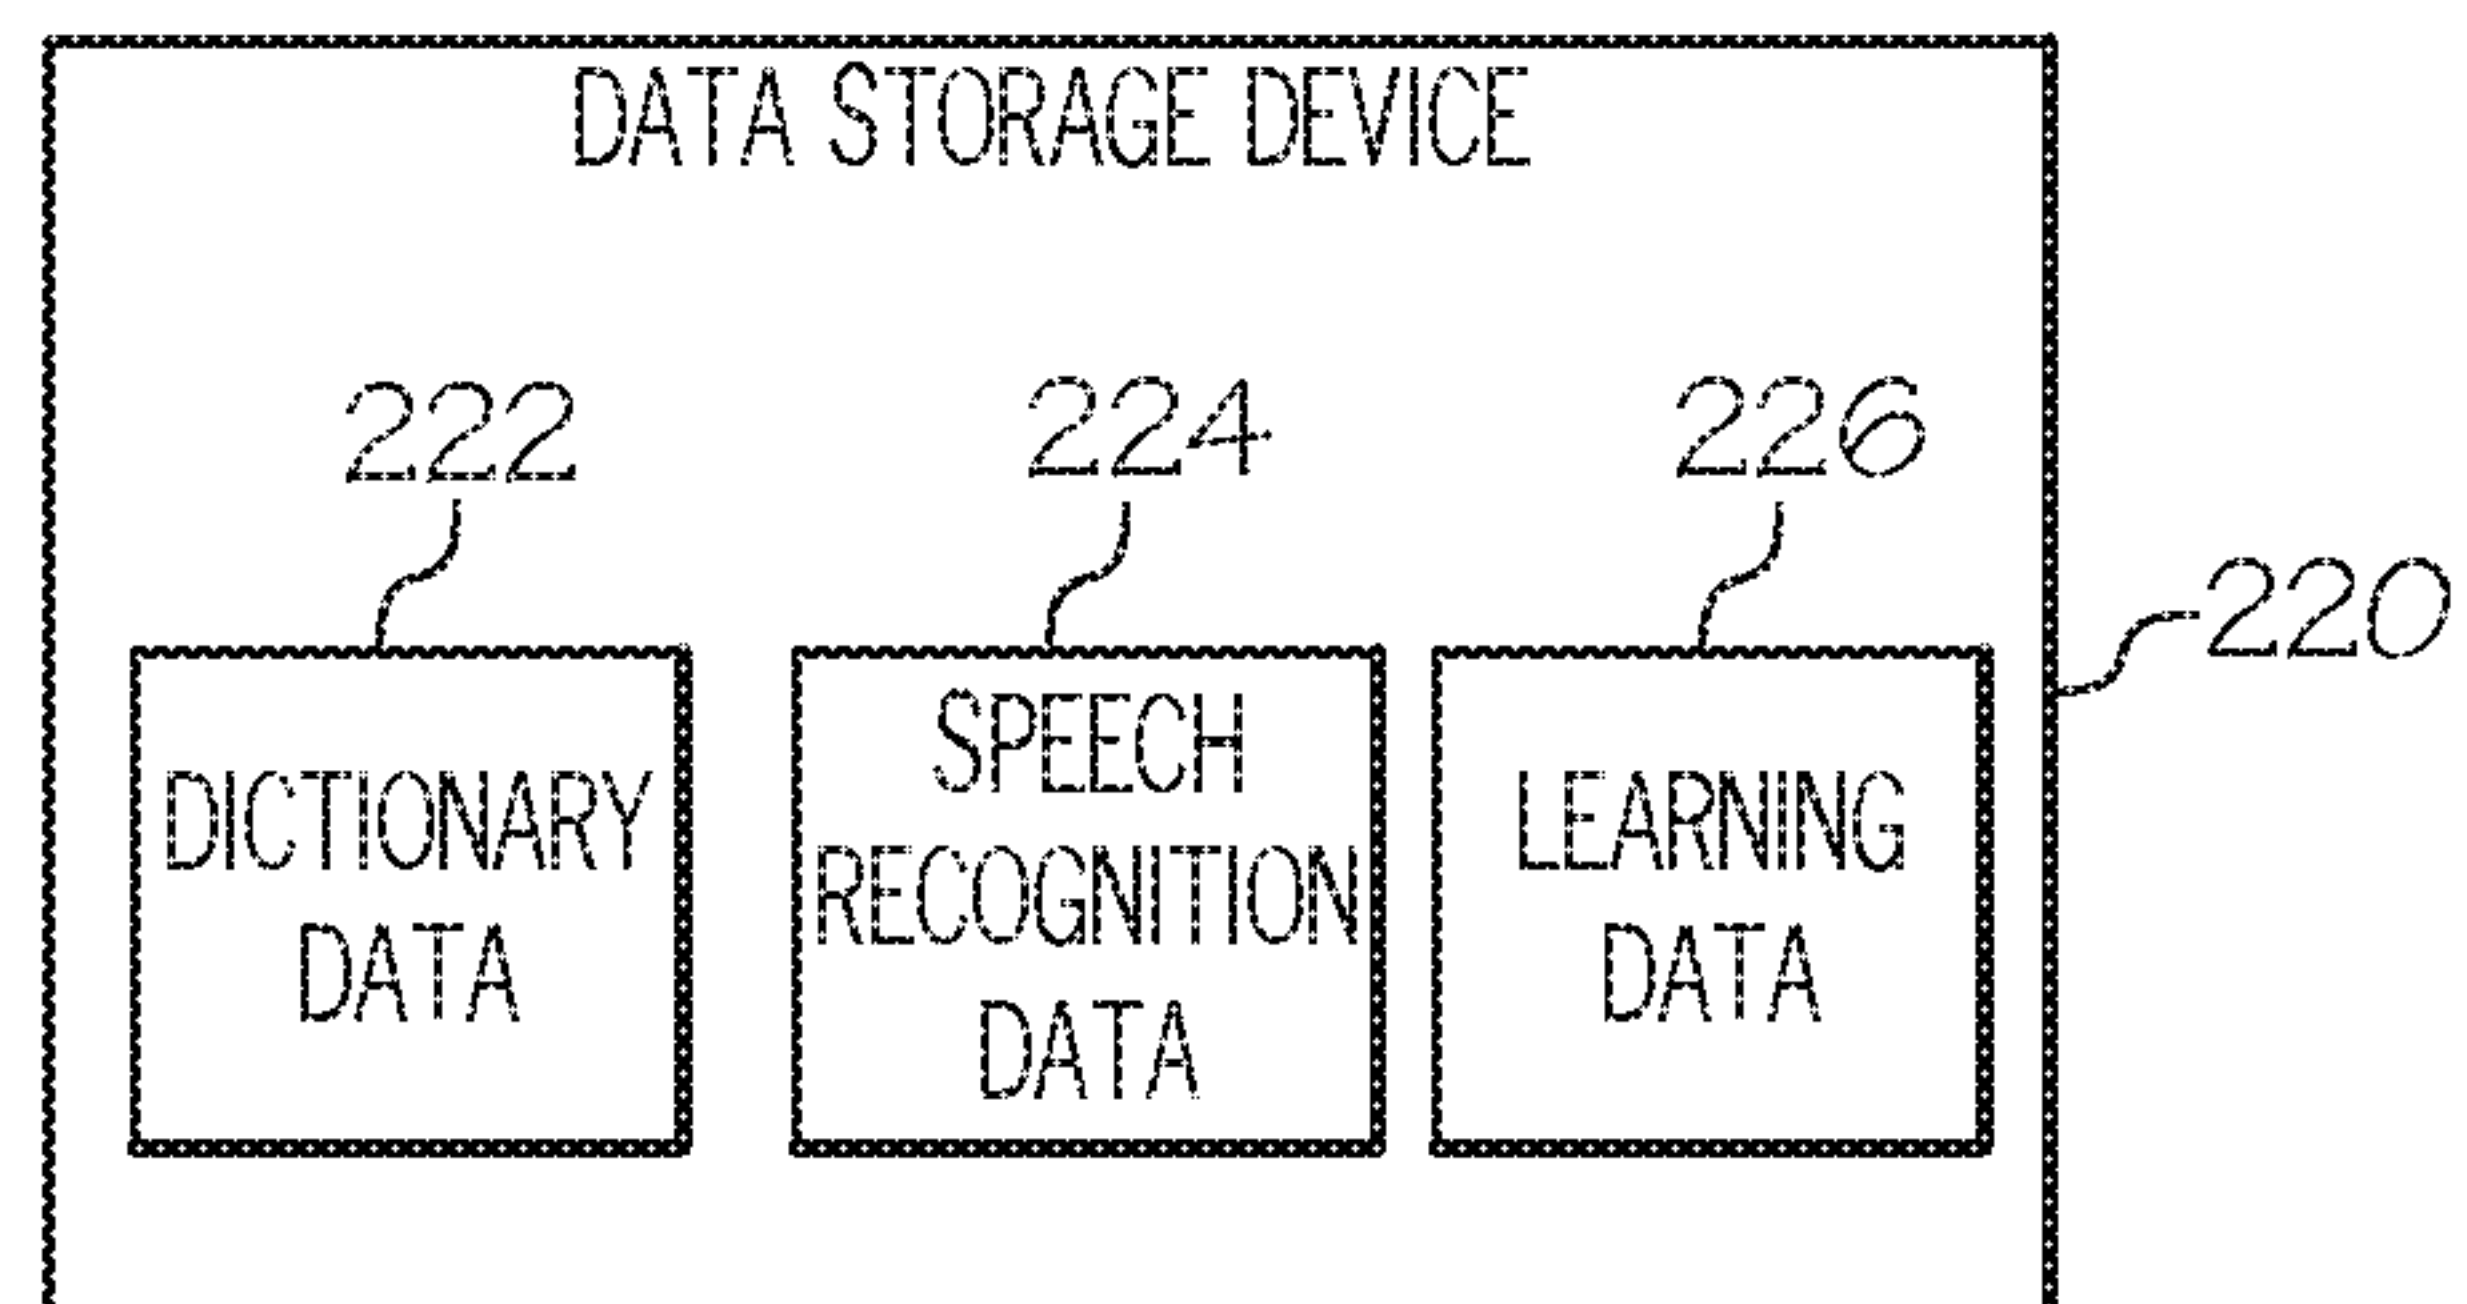 DATA STORAGE DEVICE
222
224
226
220
DICTIONARY
DATA
SPEECH
RECOGNITION
DATA
LEARNING
DATA